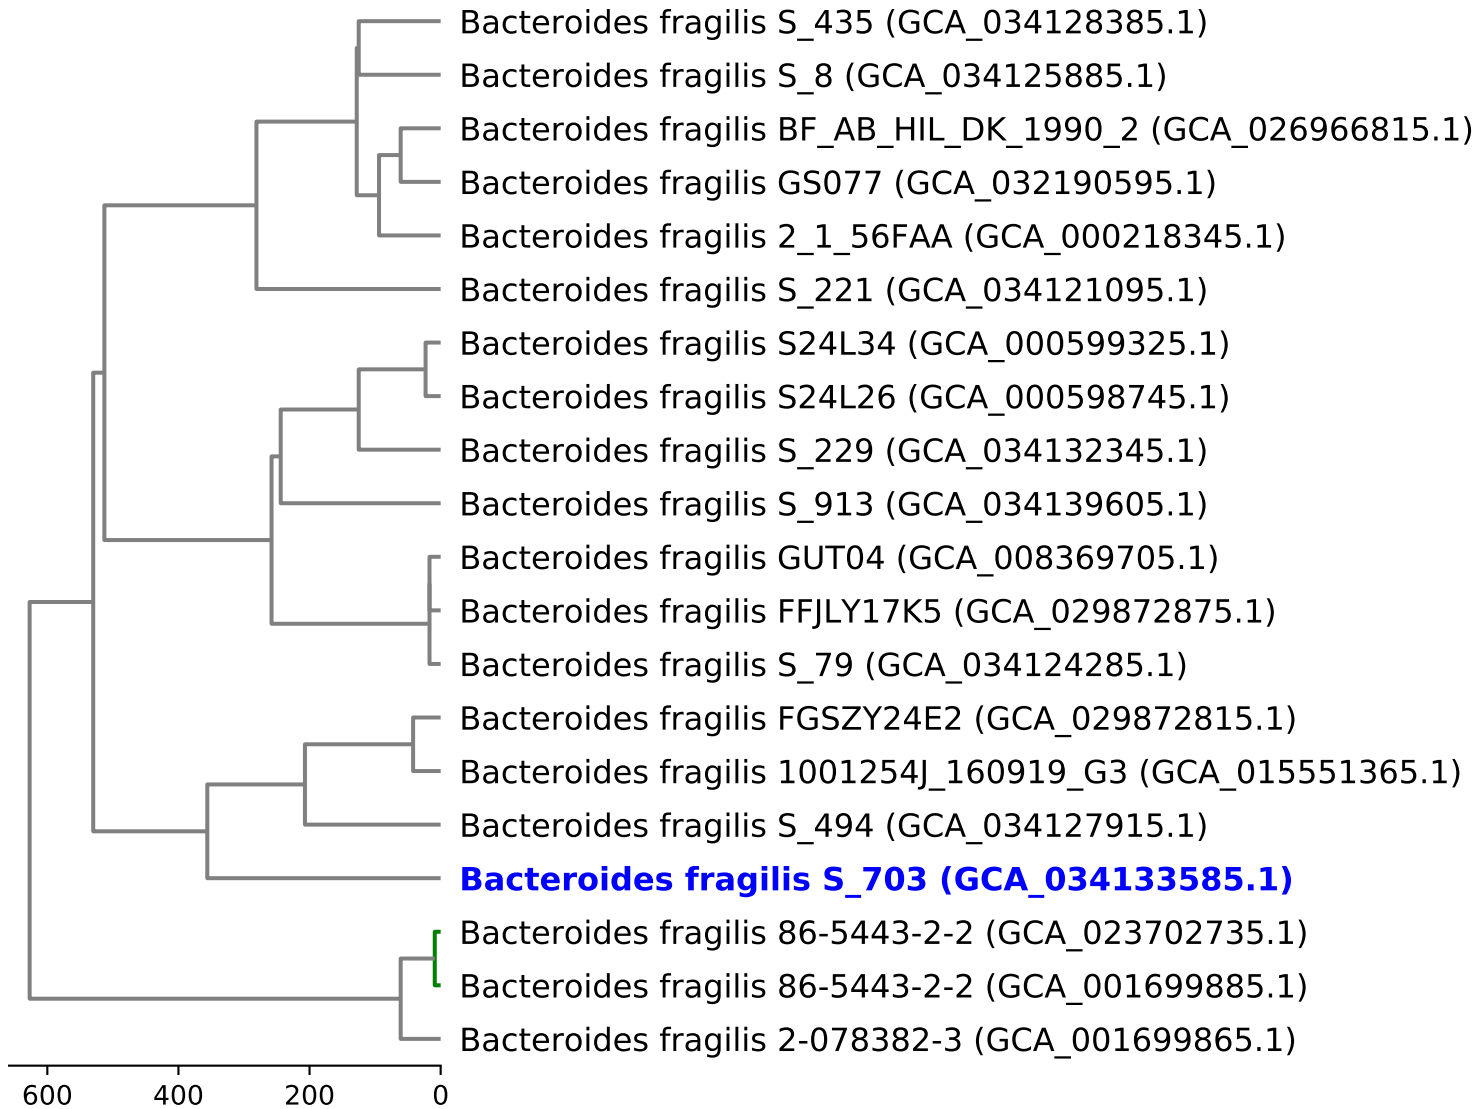 Bacteroides fragilis S_435 (GCA_034128385.1)
Bacteroides fragilis S_8 (GCA_034125885.1)
Bacteroides fragilis BF_AB_HIL_DK_1990_2 (GCA_026966815.1)
Bacteroides fragilis GS077 (GCA_032190595.1)
Bacteroides fragilis 2_1_56FAA (GCA_000218345.1)
Bacteroides fragilis S_221 (GCA_034121095.1)
Bacteroides fragilis S24L34 (GCA_000599325.1)
Bacteroides fragilis S24L26 (GCA_000598745.1)
Bacteroides fragilis S_229 (GCA_034132345.1)
Bacteroides fragilis S_913 (GCA_034139605.1)
Bacteroides fragilis GUT04 (GCA_008369705.1)
Bacteroides fragilis FFJLY17K5 (GCA_029872875.1)
Bacteroides fragilis S_79 (GCA_034124285.1)
Bacteroides fragilis FGSZY24E2 (GCA_029872815.1)
Bacteroides fragilis 1001254J_160919_G3 (GCA_015551365.1)
Bacteroides fragilis S_494 (GCA_034127915.1)
Bacteroides fragilis S_703 (GCA_034133585.1)
Bacteroides fragilis 86-5443-2-2 (GCA_023702735.1)
Bacteroides fragilis 86-5443-2-2 (GCA_001699885.1)
Bacteroides fragilis 2-078382-3 (GCA_001699865.1)
600 400 200 0